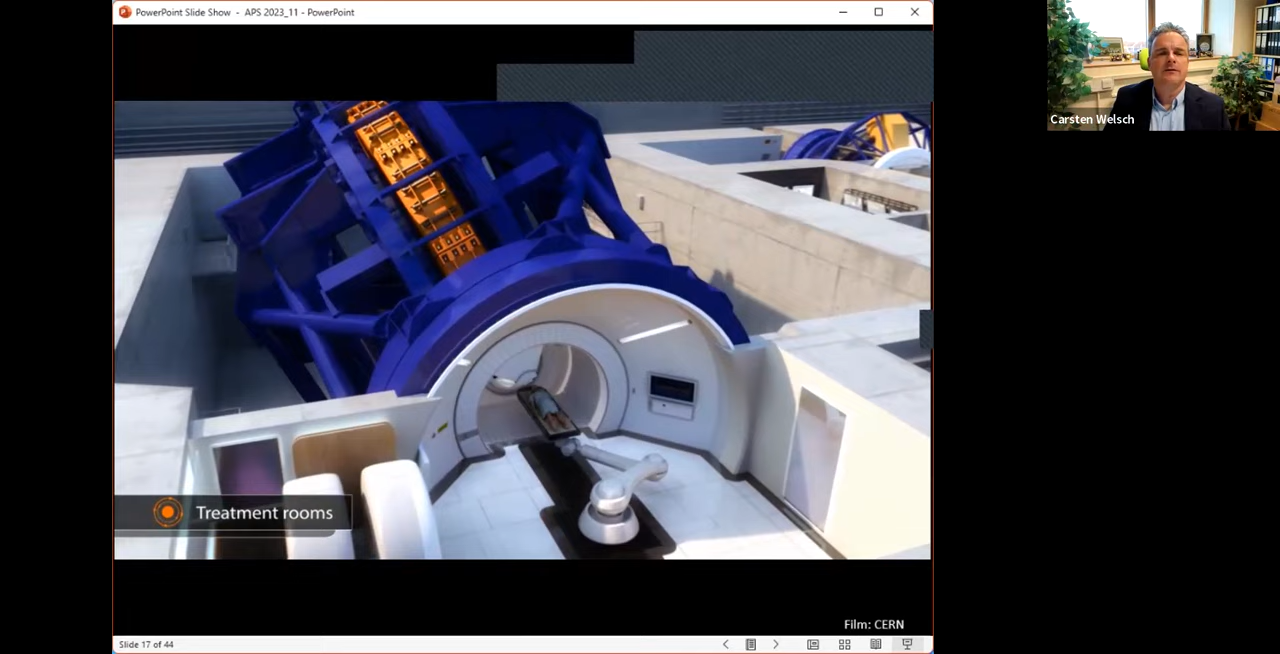 PowerPoint Slide Show - APS 2023_11 - PowerPoint
Carsten Welsch
Treatment rooms
Film: CERN
Slide 17 of 44